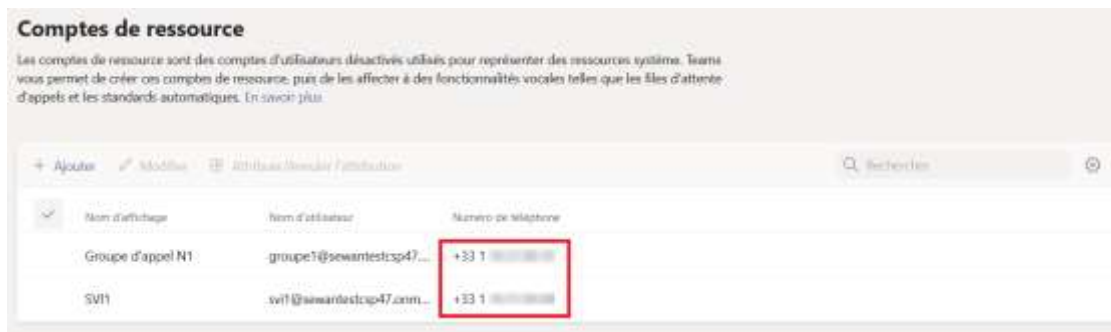 Comptes de ressource
Les comptes de ressource sont des comptes d'utilisateurs désactivés utilisés pour représenter des ressources système. Teams
vous permet de créer ces comptes de ressource, puis de les affecter à des fonctionnalités vocales telles que les files d'attente
d'appels et les standards automatiques. En savoir plus
+ Ajouter Modifier Attribuer/Annuler l'attribution Rechercher
Nom d'affichage Nom d'utilisateur Numéro de téléphone
Groupe d'appel N1 groupe1@sewantestcsp47.... +33 1
SVI1 svi1@sewantestcsp47.onm... +33 1